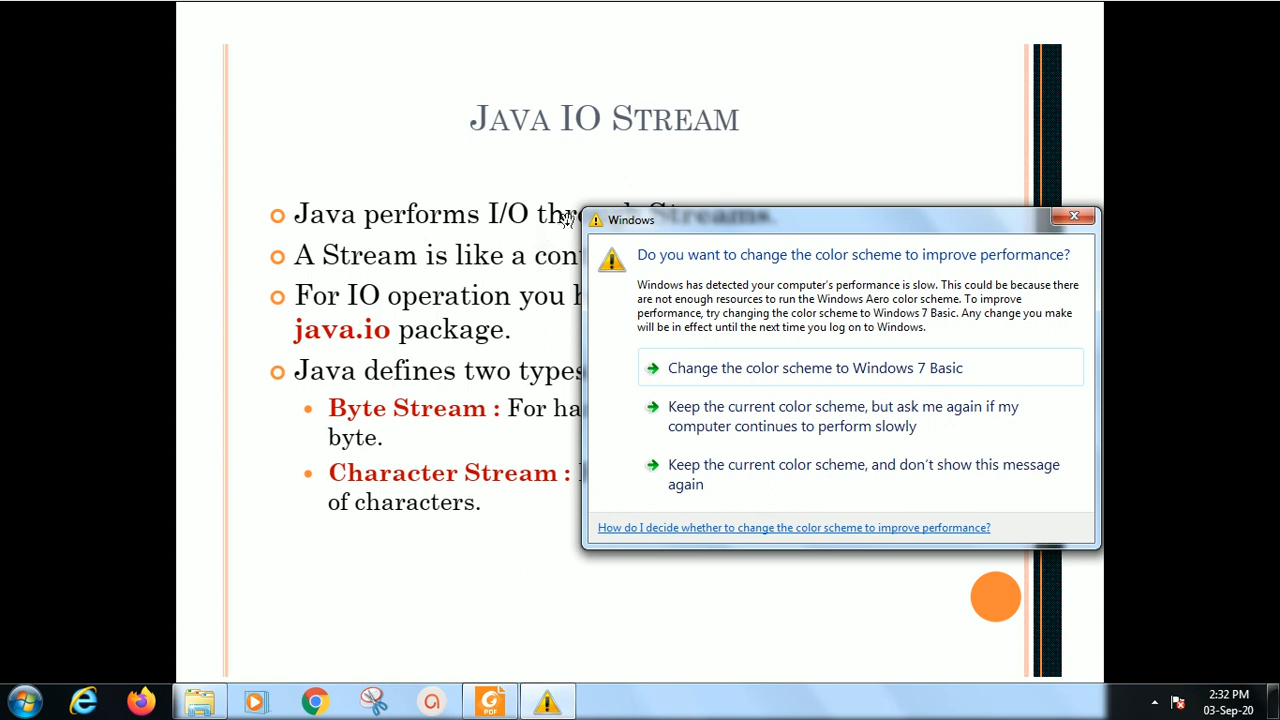 JAVA IO STREAM
Java performs I/O through Streams.
A Stream is like a
For IO operation you
java.io package.
Java defines two types
Byte Stream : For
byte.
Character Stream :
of characters.
Windows
Do you want to change the color scheme to improve performance?
Windows has detected your computer's performance is slow. This could be because there
are not enough resources to run the Windows Aero color scheme. To improve
performance, try changing the color scheme to Windows 7 Basic. Any change you make
will be in effect until the next time you log on to Windows.
Change the color scheme to Windows 7 Basic
Keep the current color scheme, but ask me again if my
computer continues to perform slowly
Keep the current color scheme, and don't show this message
again
How do I decide whether to change the color scheme to improve performance?
PDF
2:32 PM
03-Sep-20